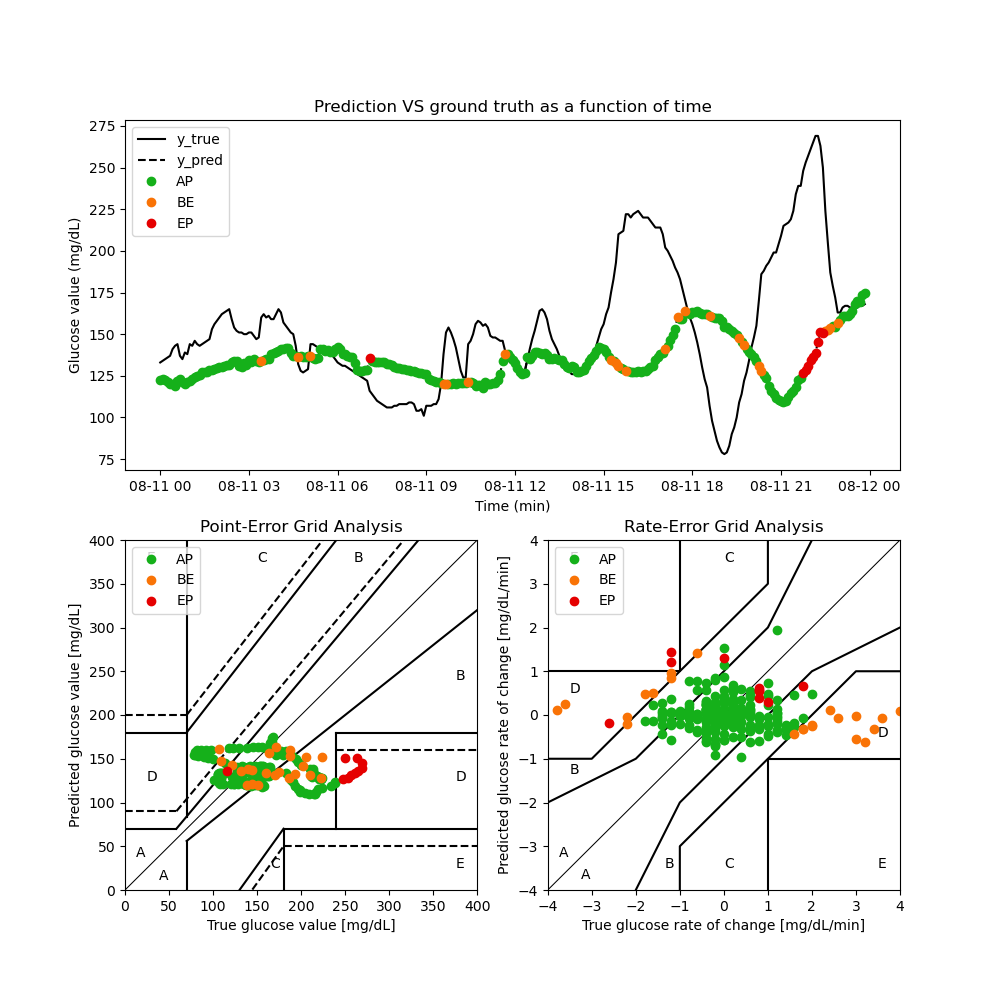 Prediction VS ground truth as a function of time
275
250
225
200
175
150
125
100
75
Glucose value (mg/dL)
y_true
y_pred
AP
BE
EP
08-11 00 08-11 03 08-11 06 08-11 09 08-11 12 08-11 15 08-11 18 08-11 21 08-12 00
Time (min)
Point-Error Grid Analysis
400
350
300
250
200
150
100
50
0
Predicted glucose value [mg/dL]
AP
BE
EP
C
B
B
D
D
A
A
C
E
0 50 100 150 200 250 300 350 400
True glucose value [mg/dL]
Rate-Error Grid Analysis
4
3
2
1
0
−1
−2
−3
−4
Predicted glucose rate of change [mg/dL/min]
AP
BE
EP
C
D
D
B
A
A
B
C
E
−4 −3 −2 −1 0 1 2 3 4
True glucose rate of change [mg/dL/min]